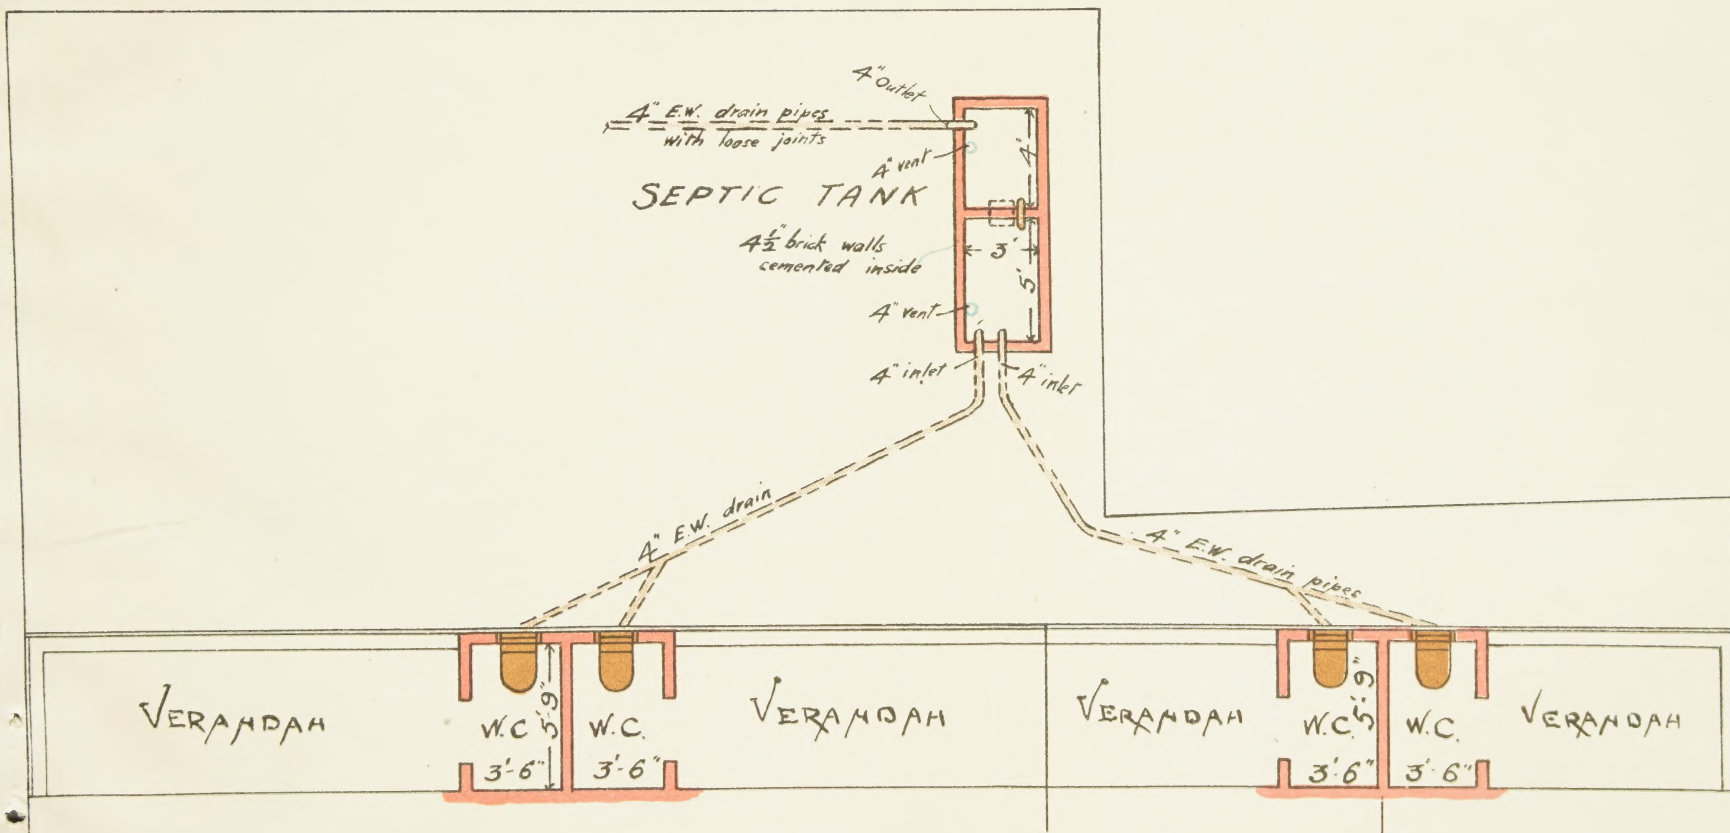 4" Outlet
4" E.W. drain pipes
with loose joints
4" vent
4'
SEPTIC TANK
4½" brick walls
cemented inside
3'
5'
4" vent
4" inlet
4" inlet
4" E.W. drain
4" E.W. drain pipes
VERANDAH
W.C
5'-9"
3'-6"
W.C.
3'-6"
VERANDAH
VERANDAH
W.C.
5'-9"
3'-6"
W.C.
3'-6"
VERANDAH